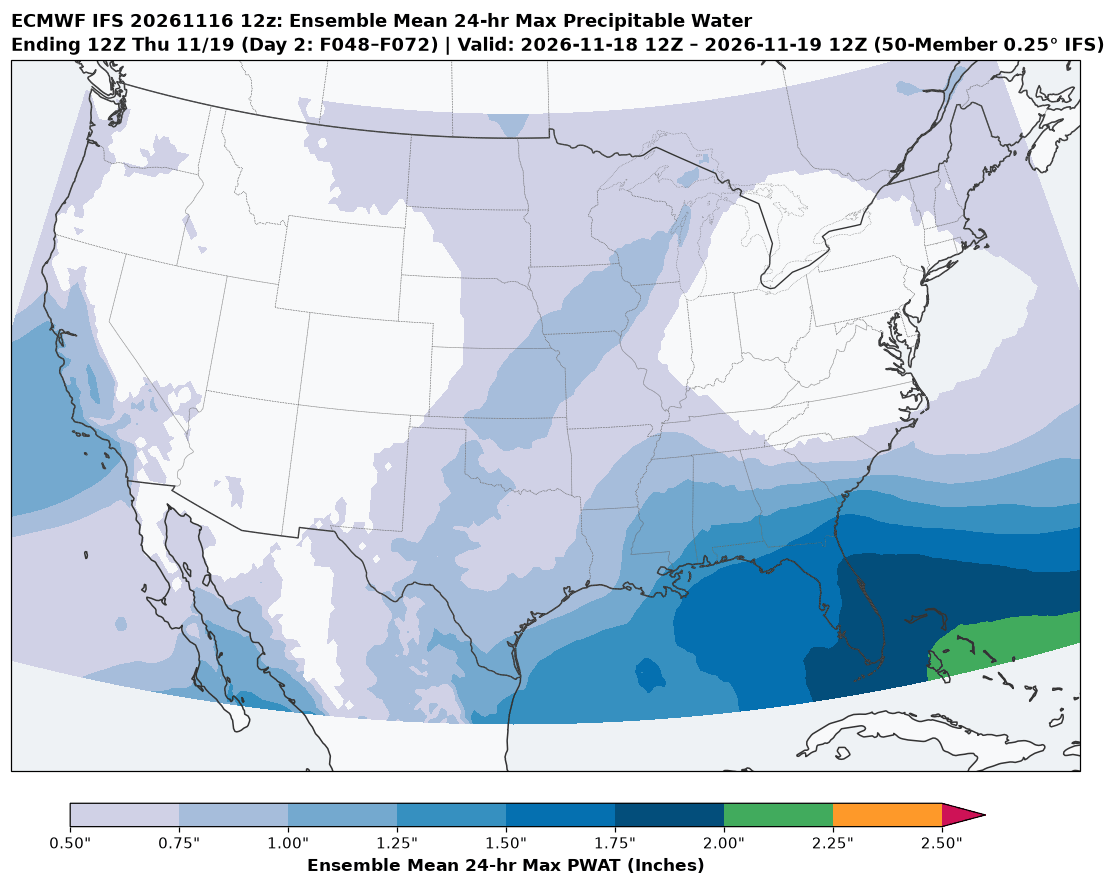 ECMWF IFS 20261116 12z: Ensemble Mean 24-hr Max Precipitable Water
Ending 12Z Thu 11/19 (Day 2: F048–F072) | Valid: 2026-11-18 12Z – 2026-11-19 12Z (50-Member 0.25° IFS)
0.50" 0.75" 1.00" 1.25" 1.50" 1.75" 2.00" 2.25" 2.50"
Ensemble Mean 24-hr Max PWAT (Inches)